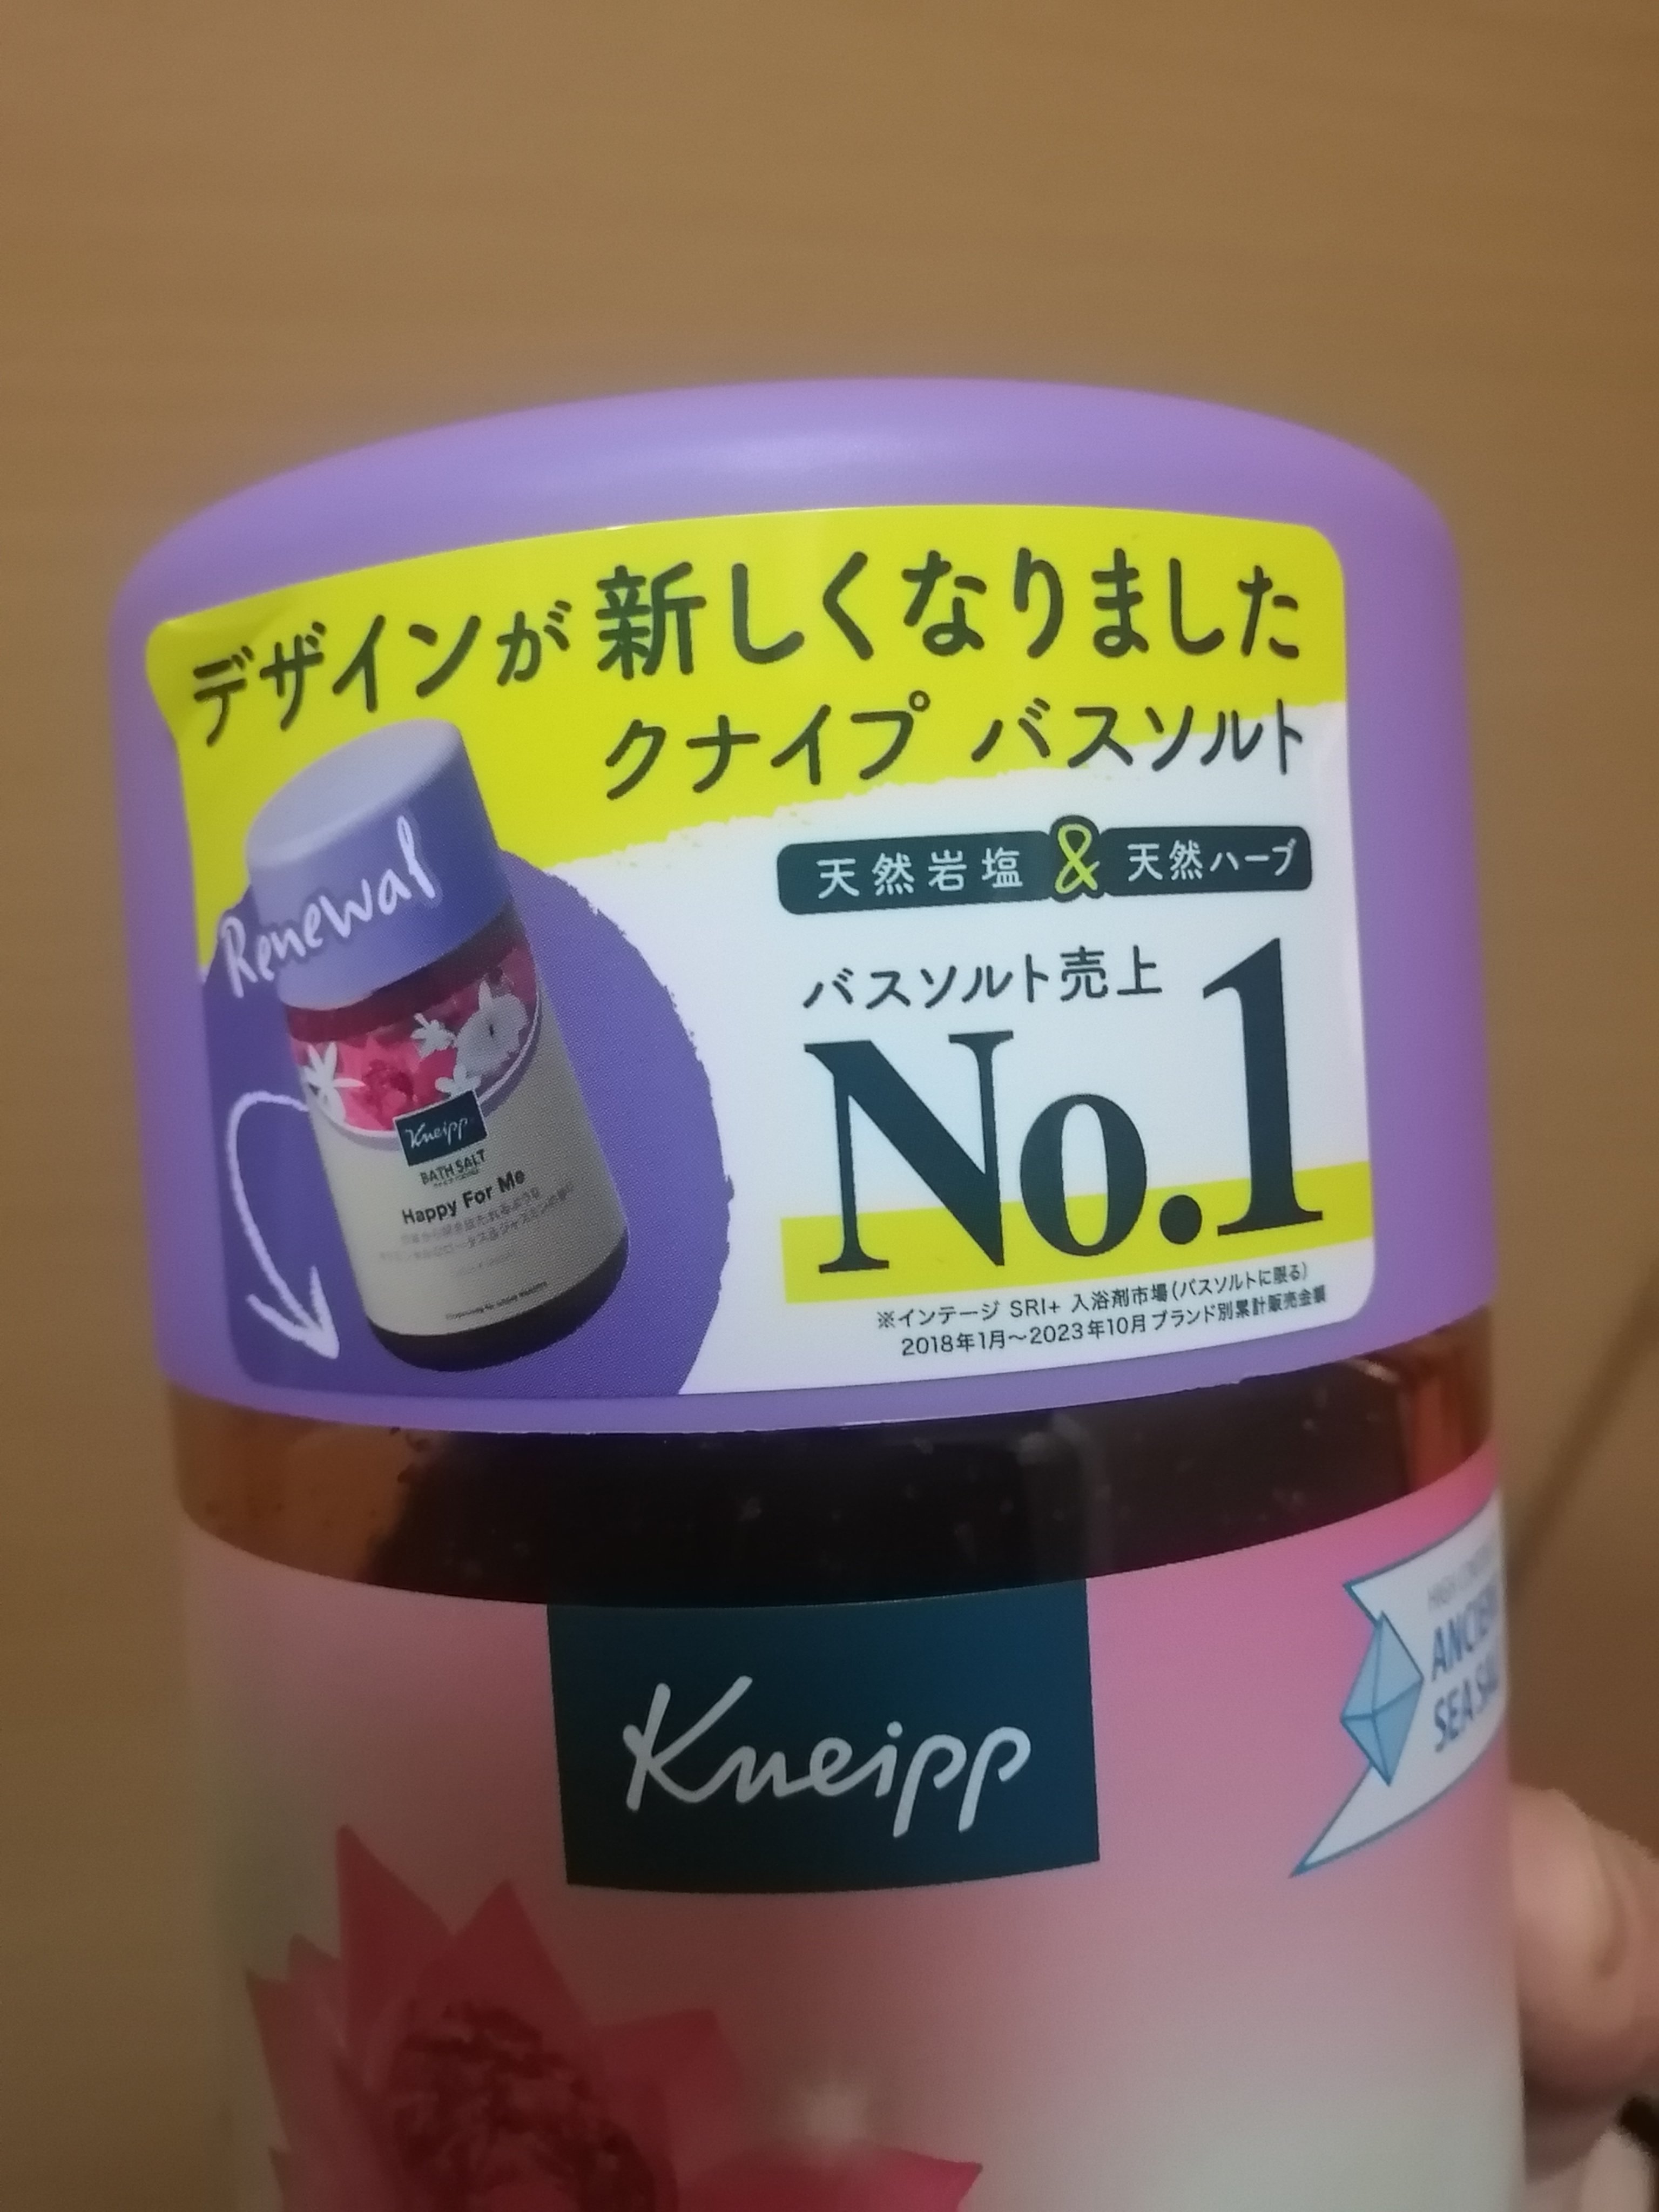 デザインが新しくなりました
クナイプ バスソルト
天然岩塩&天然ハーブ
バスソルト売上
No.1
※インテージ SRI+ 入浴剤市場(バスソルトに限る)
2018年1月〜2023年10月ブランド別累計販売金額
Renewal
Kneipp
BATH SALT
Happy For Me
Kneipp
ANCIEN
SEA SAL